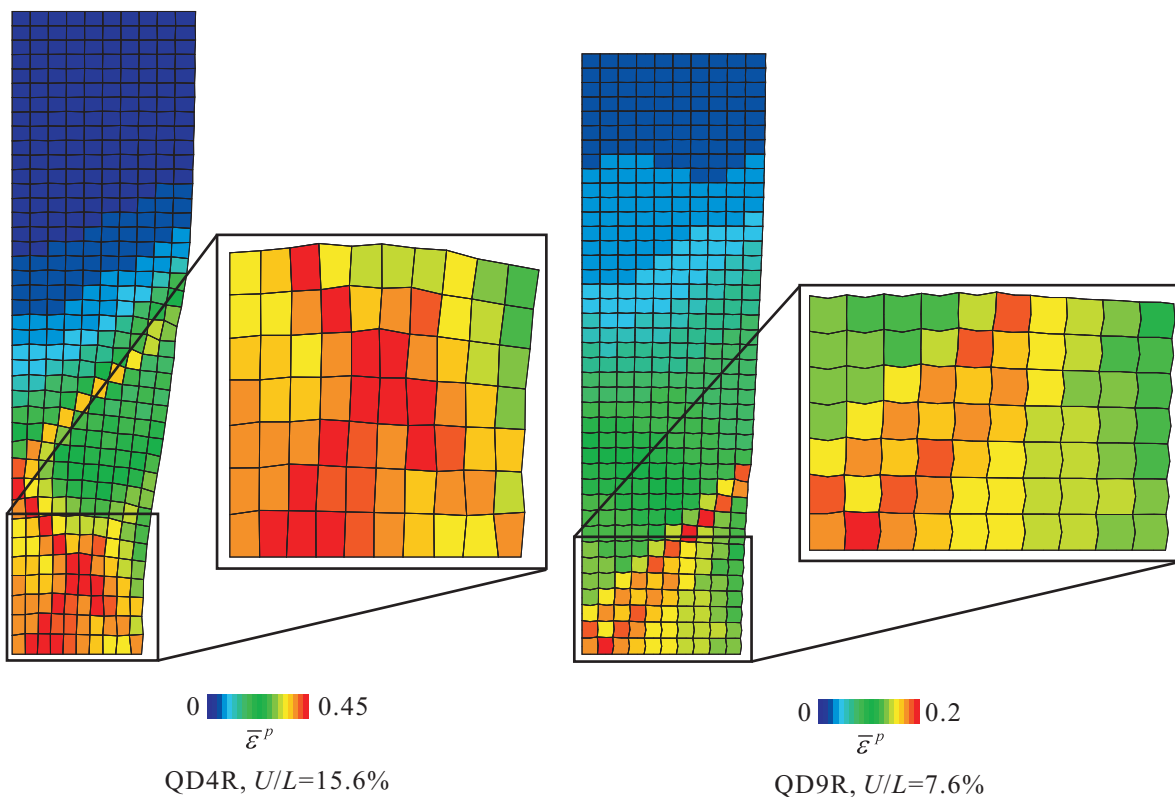 0 0.45
ε̅ᵖ
QD4R, U/L=15.6%
0 0.2
ε̅ᵖ
QD9R, U/L=7.6%